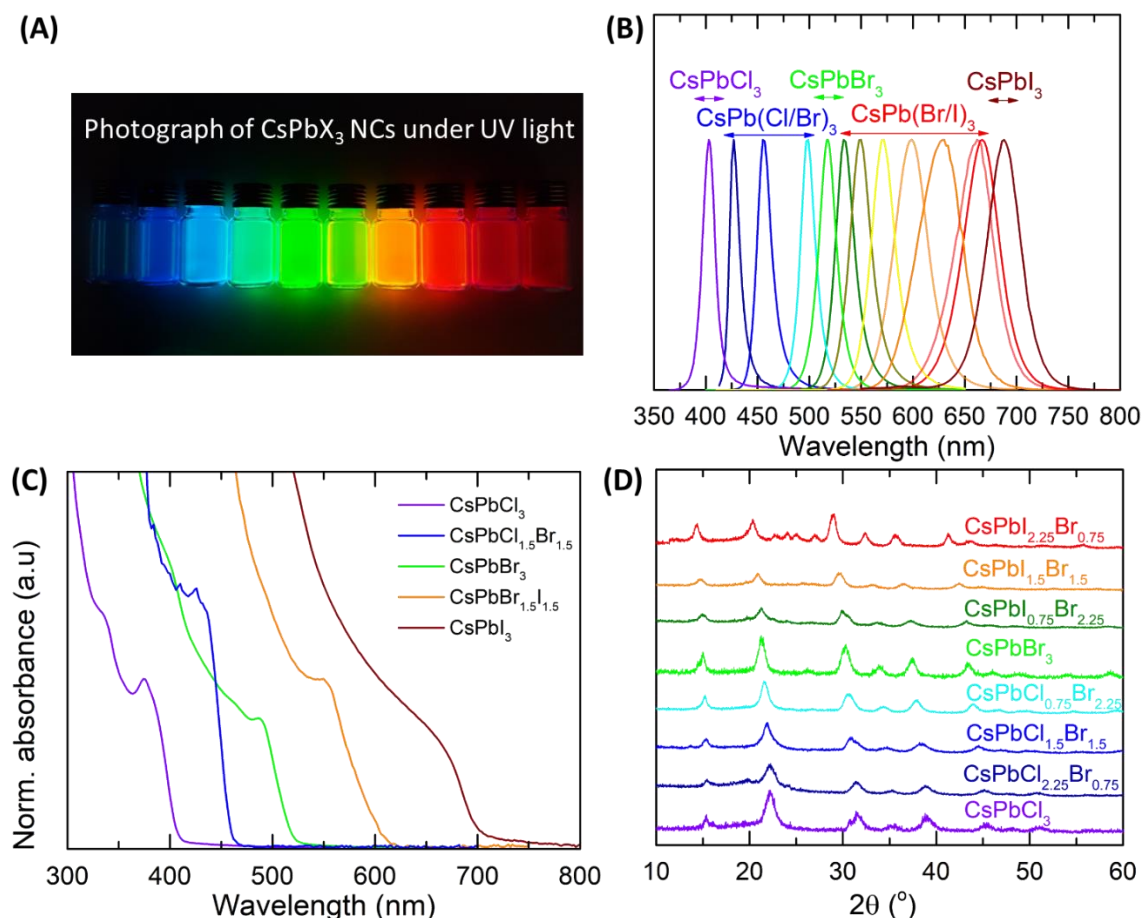 (A)
Photograph of CsPbX₃ NCs under UV light
(B)
CsPbCl₃
CsPbBr₃
CsPbI₃
CsPb(Cl/Br)₃
CsPb(Br/I)₃
350 400 450 500 550 600 650 700 750 800
Wavelength (nm)
(C)
Norm. absorbance (a.u)
CsPbCl₃
CsPbCl₁.₅Br₁.₅
CsPbBr₃
CsPbBr₁.₅I₁.₅
CsPbI₃
300 400 500 600 700 800
Wavelength (nm)
(D)
CsPbI₂.₂₅Br₀.₇₅
CsPbI₁.₅Br₁.₅
CsPbI₀.₇₅Br₂.₂₅
CsPbBr₃
CsPbCl₀.₇₅Br₂.₂₅
CsPbCl₁.₅Br₁.₅
CsPbCl₂.₂₅Br₀.₇₅
CsPbCl₃
10 20 30 40 50 60
2θ (°)